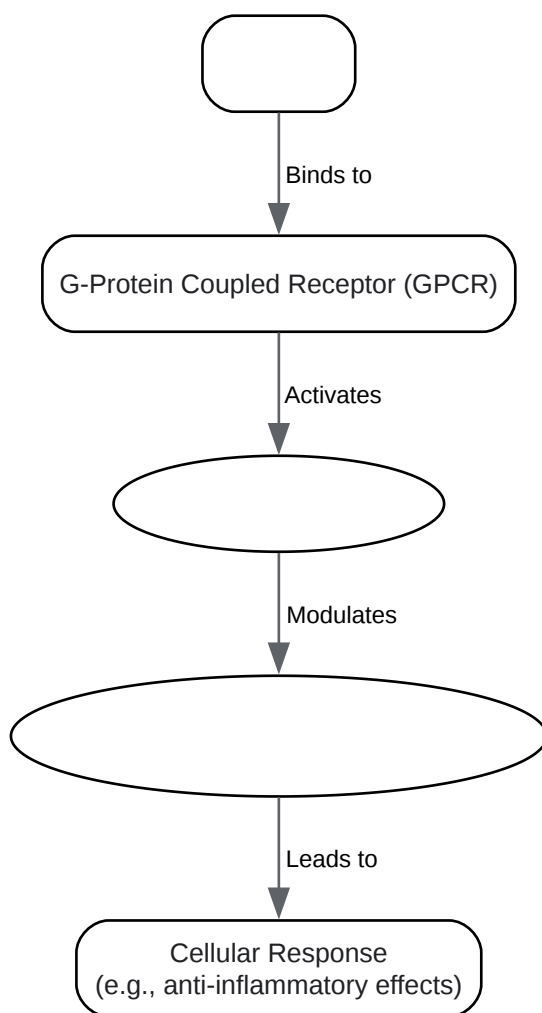 Binds to
G-Protein Coupled Receptor (GPCR)
Activates
Modulates
Leads to
Cellular Response
(e.g., anti-inflammatory effects)